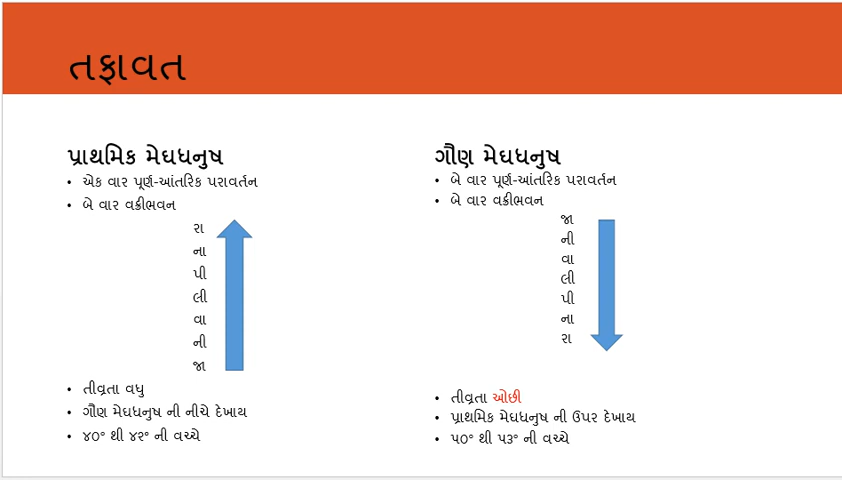 તફાવત
પ્રાથમિક મેઘધનુષ
• એક વાર પૂર્ણ-આંતરિક પરાવર્તન
• બે વાર વક્રીભવન
રા
ના
પી
લી
વા
ની
જા
• તીવ્રતા વધુ
• ગૌણ મેઘધનુષ ની નીચે દેખાય
• ૪૦° થી ૪૨° ની વચ્ચે
ગૌણ મેઘધનુષ
• બે વાર પૂર્ણ-આંતરિક પરાવર્તન
• બે વાર વક્રીભવન
જા
ની
વા
લી
પી
ના
રા
• તીવ્રતા ઓછી
• પ્રાથમિક મેઘધનુષ ની ઉપર દેખાય
• ૫૦° થી ૫૩° ની વચ્ચે